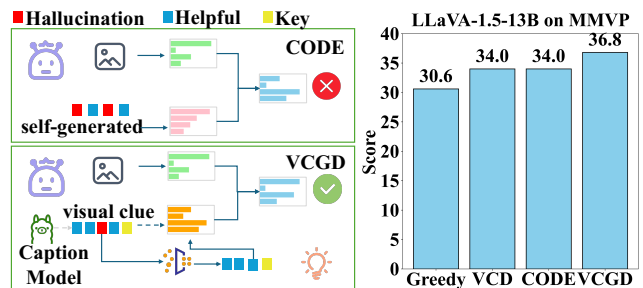 Hallucination Helpful Key
CODE
self-generated
VCGD
visual clue
Caption
Model
LLaVA-1.5-13B on MMVP
Score
40
35
30
25
20
15
10
5
0
30.6
34.0
34.0
36.8
Greedy VCD CODE VCGD